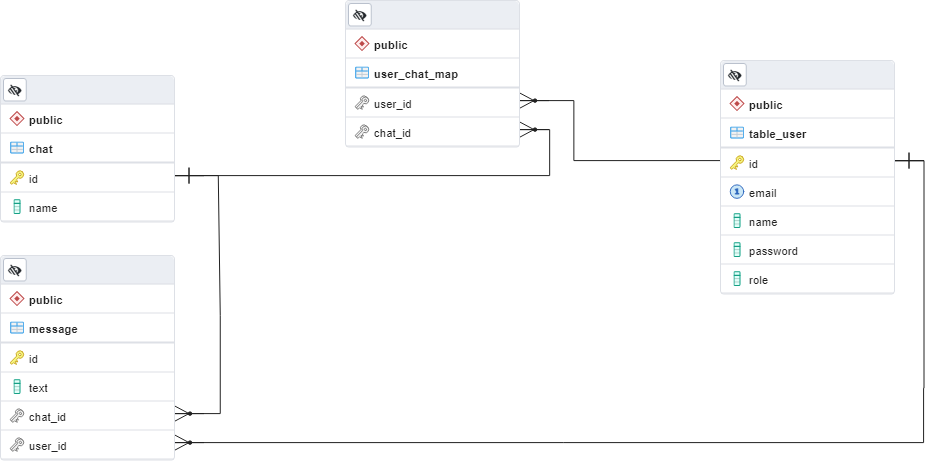 public
user_chat_map
user_id
chat_id
public
chat
id
name
public
table_user
id
1 email
name
password
role
public
message
id
text
chat_id
user_id